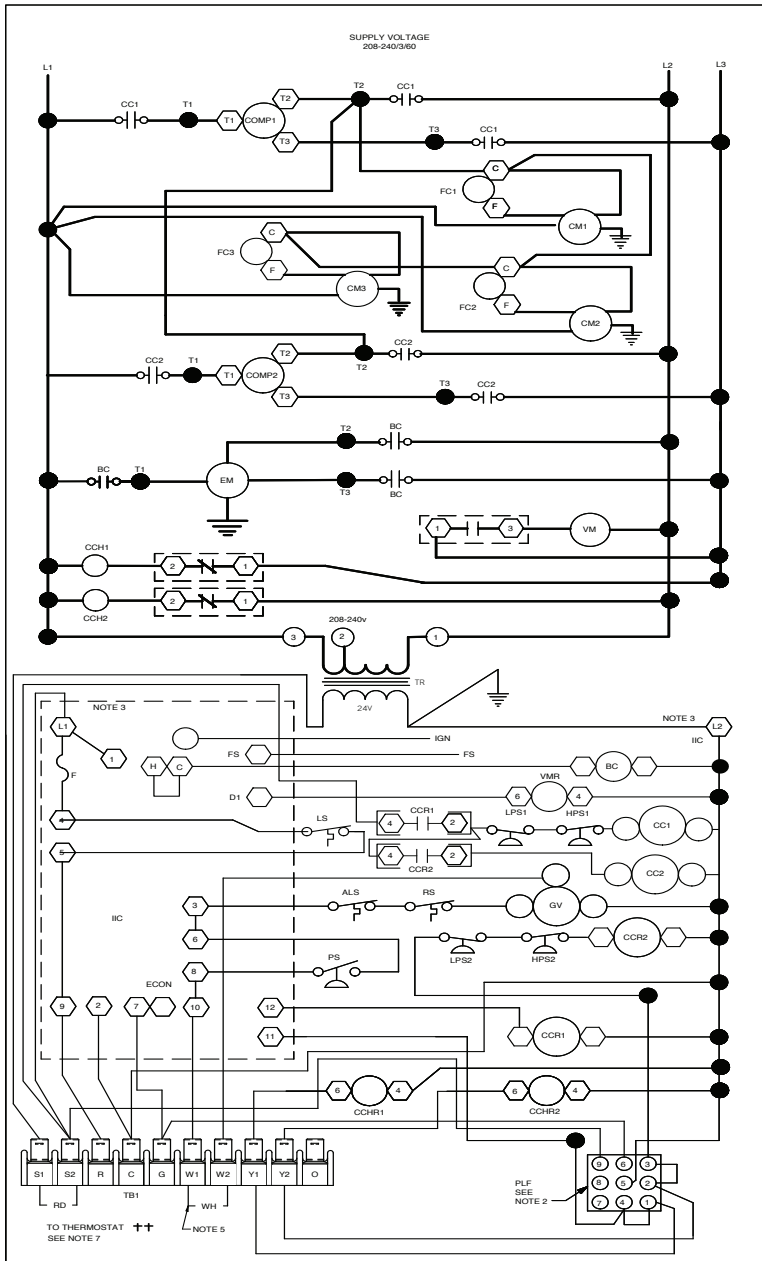 SUPPLY VOLTAGE
208-240/3/60
L1
L2
L3
CC1
T1
T1
COMP1
T2
T3
T2
CC1
T3
CC1
C
FC1
F
CM1
C
FC3
F
CM3
C
FC2
F
CM2
CC2
T1
T1
COMP2
T2
T3
T2
CC2
T3
CC2
T2
BC
BC
T1
EM
T3
BC
1
3
VM
CCH1
2
1
2
1
CCH2
208-240v
3
2
1
TR
24V
NOTE 3
NOTE 3
L1
L2
IIC
IGN
1
FS
FS
H
C
BC
F
D1
VMR
6
4
4
LS
CCR1
4
2
LPS1
HPS1
CC1
5
4
2
CCR2
CC2
3
ALS
RS
GV
IIC
6
LPS2
HPS2
CCR2
8
PS
ECON
9
2
7
10
12
CCR1
11
6
4
CCHR1
6
4
CCHR2
S1
S2
R
C
G
W1
W2
Y1
Y2
O
RD
TB1
WH
NOTE 5
TO THERMOSTAT ++
SEE NOTE 7
PLF
SEE
NOTE 2
9
6
3
8
5
2
7
4
1